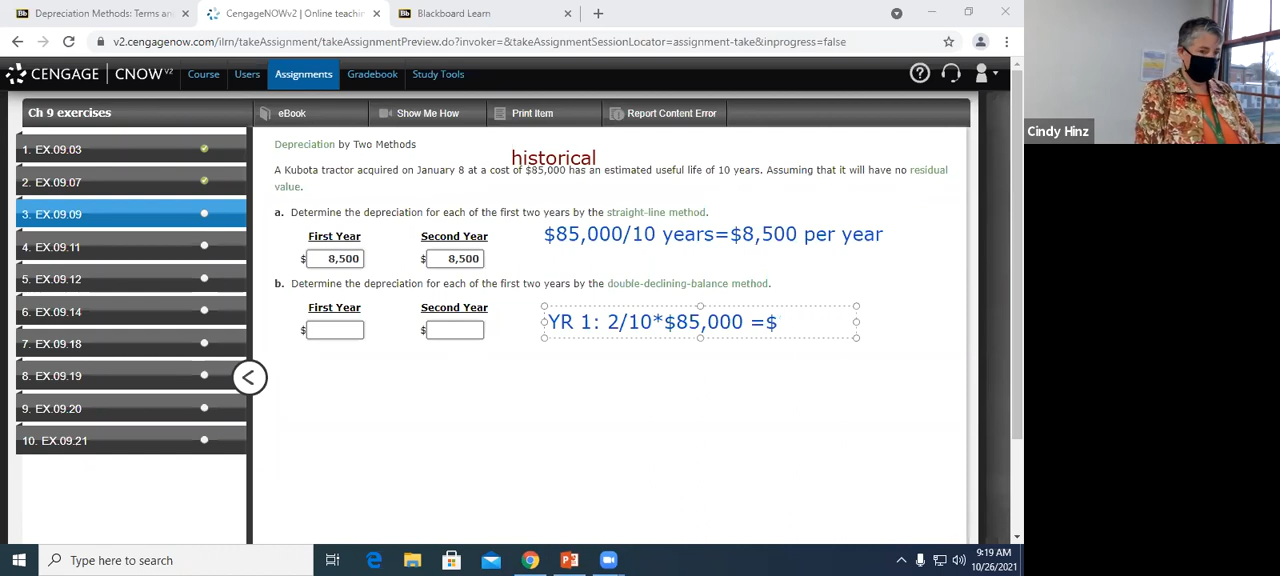 Depreciation Methods: Terms an
CengageNOWv2 | Online teachin
Blackboard Learn
v2.cengagenow.com/ilrn/takeAssignment/takeAssignmentPreview.do?invoker=&takeAssignmentSessionLocator=assignment-take&inprogress=false
CENGAGE | CNOWv2
Course
Users
Assignments
Gradebook
Study Tools
Ch 9 exercises
eBook
Show Me How
Print Item
Report Content Error
Cindy Hinz
1. EX.09.03
2. EX.09.07
3. EX.09.09
4. EX.09.11
5. EX.09.12
6. EX.09.14
7. EX.09.18
8. EX.09.19
9. EX.09.20
10. EX.09.21
Depreciation by Two Methods
historical
A Kubota tractor acquired on January 8 at a cost of $85,000 has an estimated useful life of 10 years. Assuming that it will have no residual
value.
a. Determine the depreciation for each of the first two years by the straight-line method.
First Year
Second Year
$85,000/10 years=$8,500 per year
$ 8,500
$ 8,500
b. Determine the depreciation for each of the first two years by the double-declining-balance method.
First Year
Second Year
$
$
YR 1: 2/10*$85,000 =$
Type here to search
9:19 AM
10/26/2021